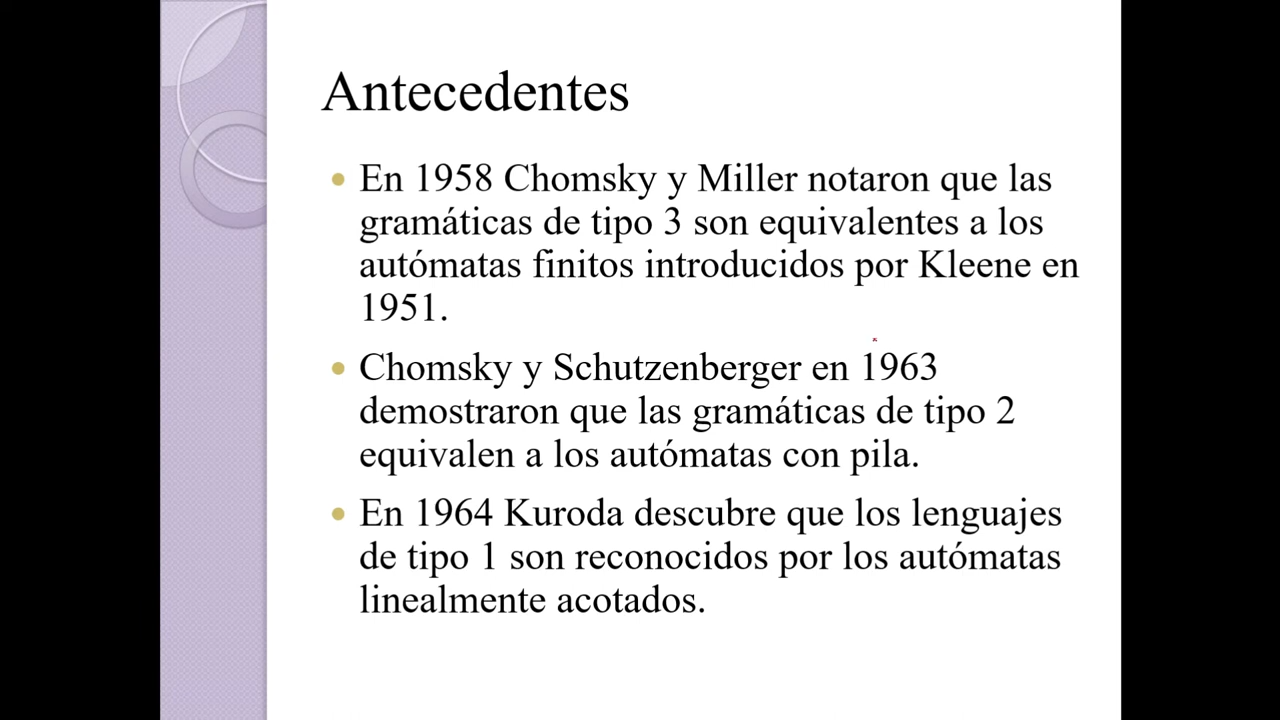 Antecedentes
En 1958 Chomsky y Miller notaron que las
gramáticas de tipo 3 son equivalentes a los
autómatas finitos introducidos por Kleene en
1951.
Chomsky y Schutzenberger en 1963
demostraron que las gramáticas de tipo 2
equivalen a los autómatas con pila.
En 1964 Kuroda descubre que los lenguajes
de tipo 1 son reconocidos por los autómatas
linealmente acotados.